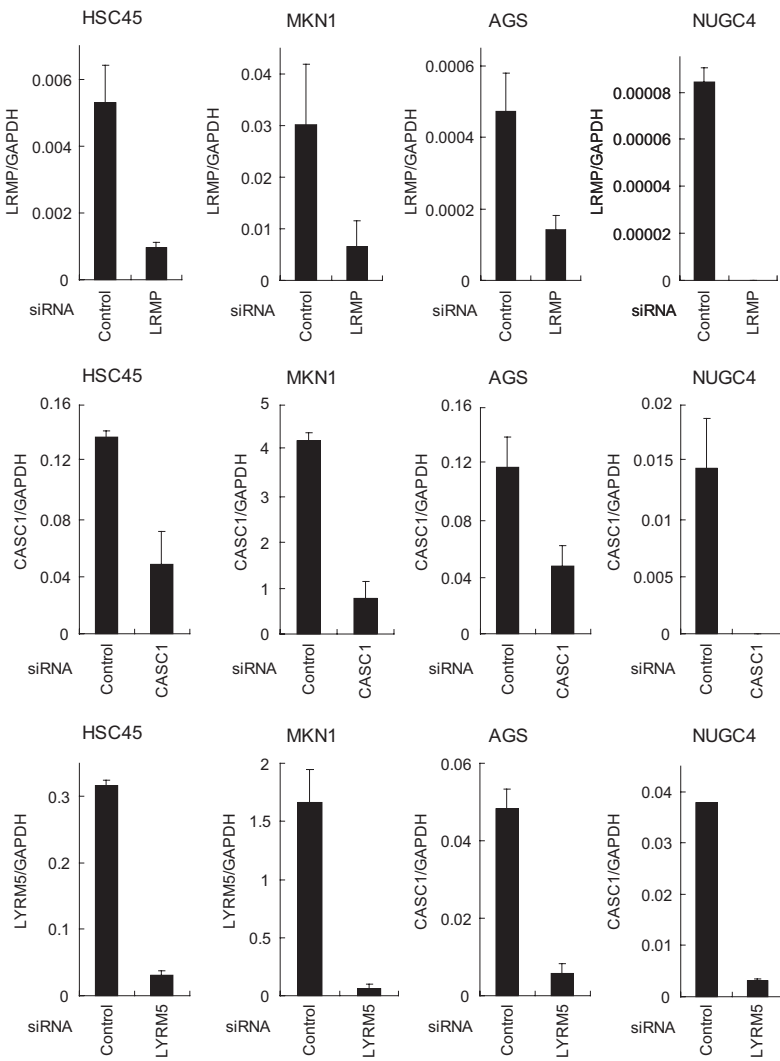 HSC45
MKN1
AGS
NUGC4
LRMP/GAPDH
0.006
0.004
0.002
0
siRNA
Control
LRMP
LRMP/GAPDH
0.04
0.03
0.02
0.01
0
siRNA
Control
LRMP
LRMP/GAPDH
0.0006
0.0004
0.0002
0
siRNA
Control
LRMP
LRMP/GAPDH
0.00008
0.00006
0.00004
0.00002
0
siRNA
Control
LRMP
HSC45
MKN1
AGS
NUGC4
CASC1/GAPDH
0.16
0.12
0.08
0.04
0
siRNA
Control
CASC1
CASC1/GAPDH
5
4
3
2
1
0
siRNA
Control
CASC1
CASC1/GAPDH
0.16
0.12
0.08
0.04
0
siRNA
Control
CASC1
CASC1/GAPDH
0.02
0.015
0.01
0.005
0
siRNA
Control
CASC1
HSC45
MKN1
AGS
NUGC4
LYRM5/GAPDH
0.3
0.2
0.1
0
siRNA
Control
LYRM5
LYRM5/GAPDH
2
1.5
1
0.5
0
siRNA
Control
LYRM5
CASC1/GAPDH
0.06
0.04
0.02
0
siRNA
Control
LYRM5
CASC1/GAPDH
0.04
0.03
0.02
0.01
0
siRNA
Control
LYRM5